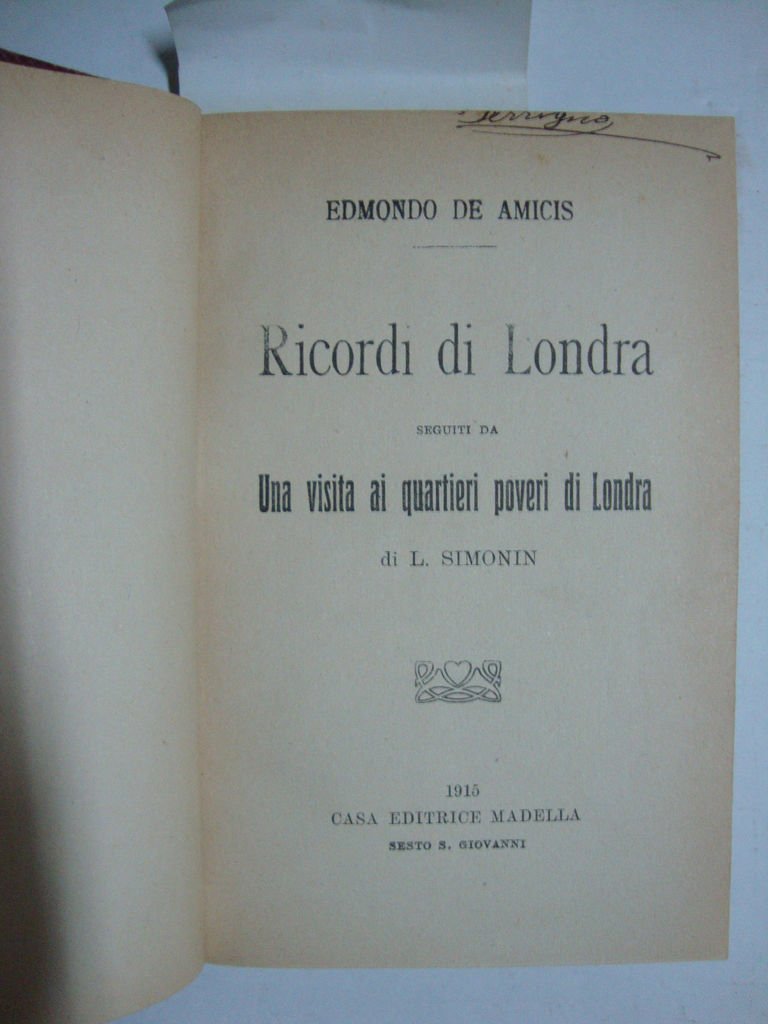 EDMONDO DE AMICIS
Ricordi di Londra
SEGUITI DA
Una visita ai quartieri poveri di Londra
di L. SIMONIN
1915
CASA EDITRICE MADELLA
SESTO S. GIOVANNI